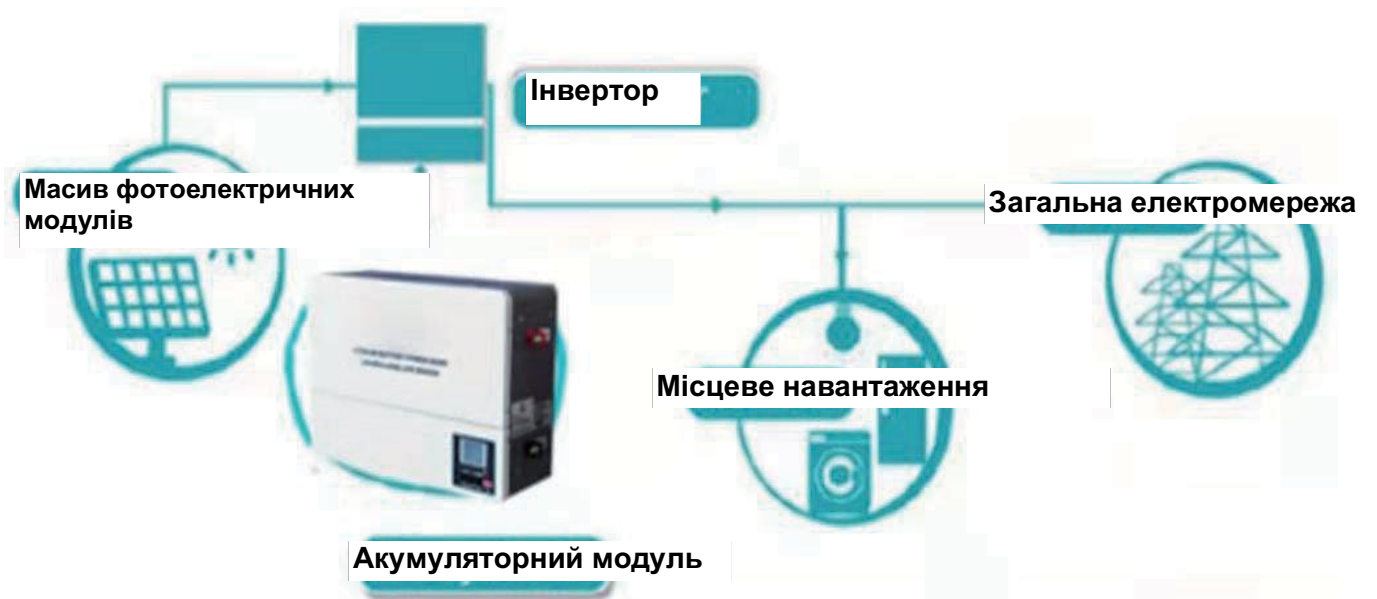 Інвертор
Масив фотоелектричних
модулів
Загальна електромережа
Місцеве навантаження
Акумуляторний модуль